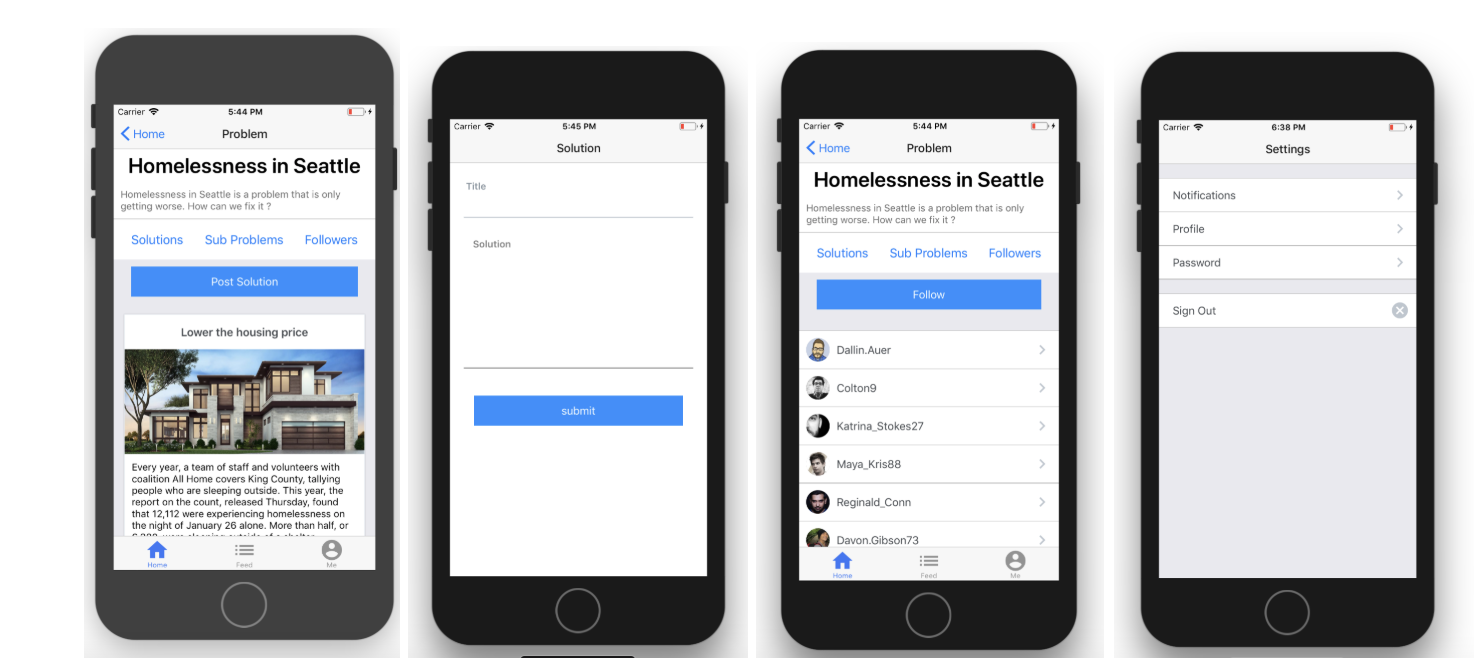 Carrier 5:44 PM
Home Problem
Homelessness in Seattle
Homelessness in Seattle is a problem that is only
getting worse. How can we fix it ?
Solutions Sub Problems Followers
Post Solution
Lower the housing price
Every year, a team of staff and volunteers with
coalition All Home covers King County, tallying
people who are sleeping outside. This year, the
report on the count, released Thursday, found
that 12,112 were experiencing homelessness on
the night of January 26 alone. More than half, or
Home Feed Me
Carrier 5:45 PM
Solution
Title
Solution
submit
Carrier 5:44 PM
Home Problem
Homelessness in Seattle
Homelessness in Seattle is a problem that is only
getting worse. How can we fix it ?
Solutions Sub Problems Followers
Follow
Dallin.Auer
Colton9
Katrina_Stokes27
Maya_Kris88
Reginald_Conn
Davon.Gibson73
Home Feed Me
Carrier 6:38 PM
Settings
Notifications
Profile
Password
Sign Out